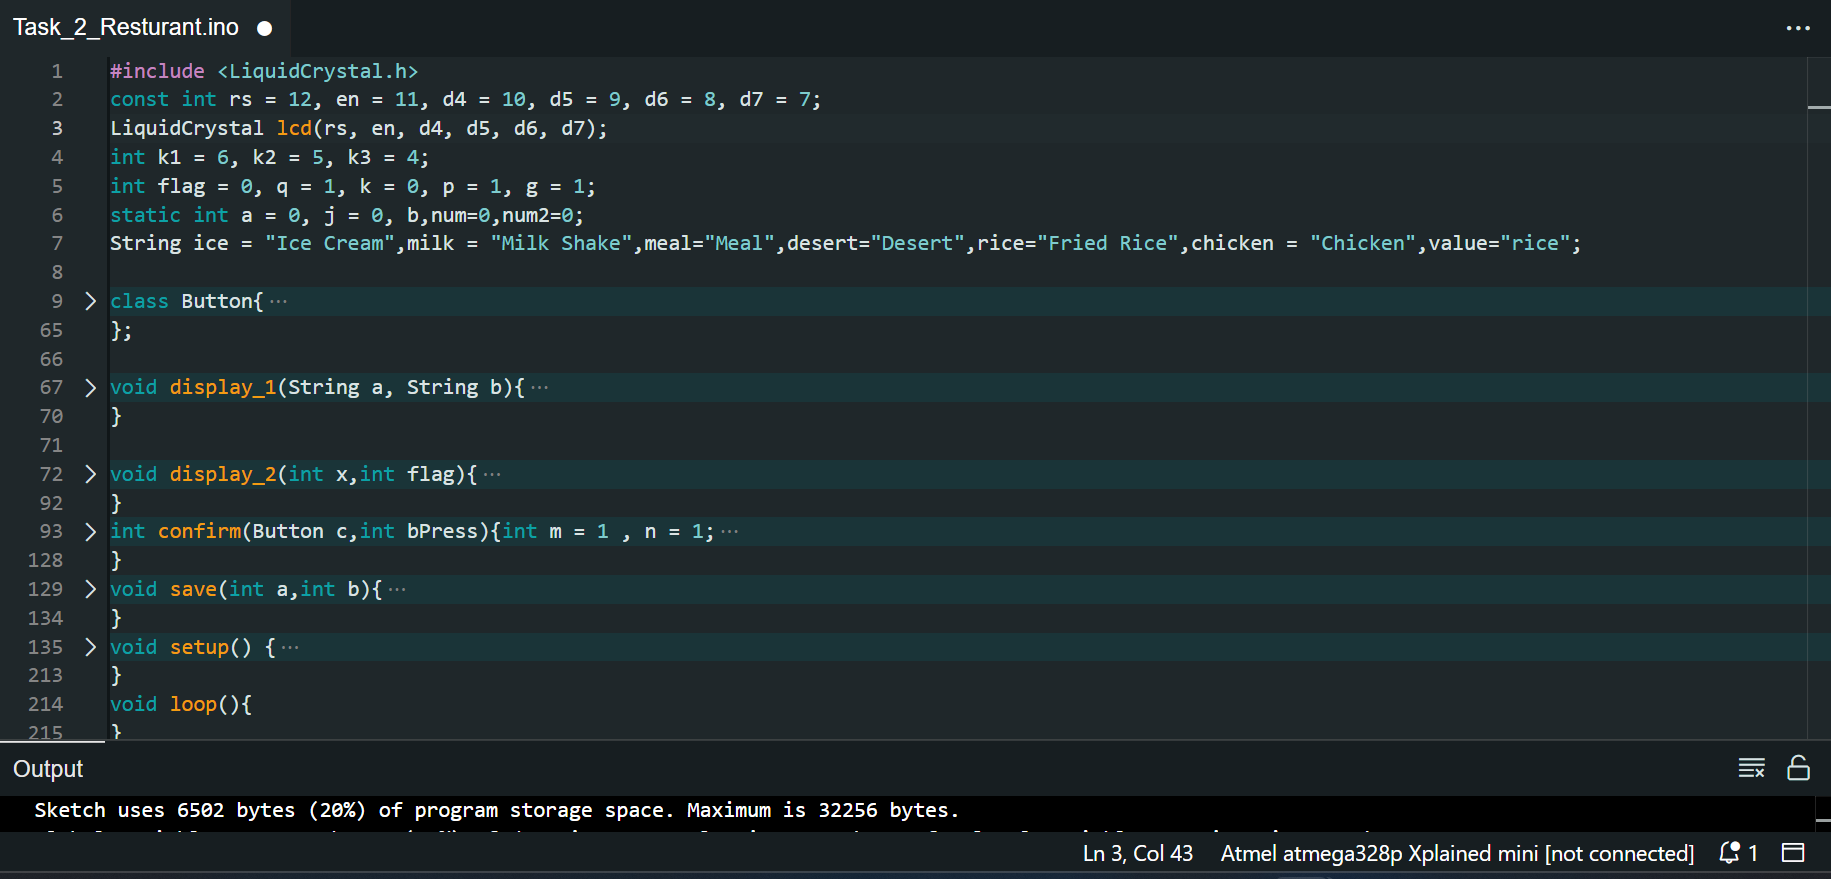 Task_2_Resturant.ino
1 #include <LiquidCrystal.h>
2 const int rs = 12, en = 11, d4 = 10, d5 = 9, d6 = 8, d7 = 7;
3 LiquidCrystal lcd(rs, en, d4, d5, d6, d7);
4 int k1 = 6, k2 = 5, k3 = 4;
5 int flag = 0, q = 1, k = 0, p = 1, g = 1;
6 static int a = 0, j = 0, b,num=0,num2=0;
7 String ice = "Ice Cream",milk = "Milk Shake",meal="Meal",desert="Desert",rice="Fried Rice",chicken = "Chicken",value="rice";
8
9 class Button{ ···
65 };
66
67 void display_1(String a, String b){ ···
70 }
71
72 void display_2(int x,int flag){ ···
92 }
93 int confirm(Button c,int bPress){int m = 1 , n = 1; ···
128 }
129 void save(int a,int b){ ···
134 }
135 void setup() { ···
213 }
214 void loop(){
215 }
Output
Sketch uses 6502 bytes (20%) of program storage space. Maximum is 32256 bytes.
Ln 3, Col 43 Atmel atmega328p Xplained mini [not connected] 1